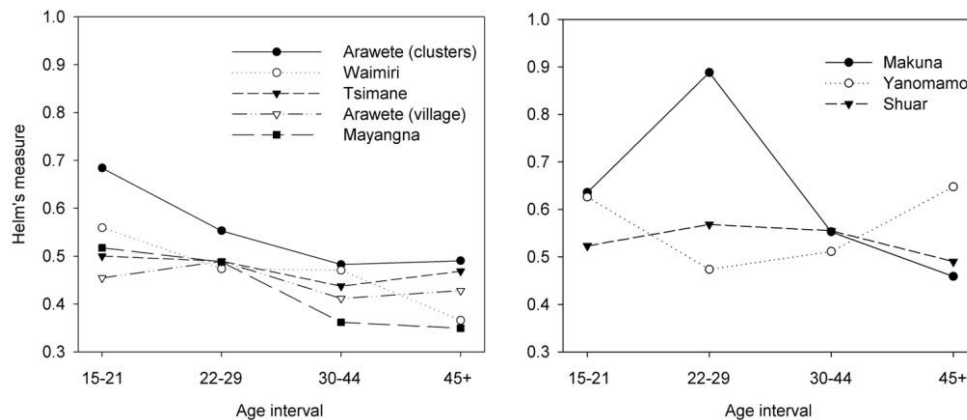 1.0
0.9
0.8
0.7
0.6
0.5
0.4
0.3
Helm's measure
Arawete (clusters)
Waimiri
Tsimane
Arawete (village)
Mayangna
15-21 22-29 30-44 45+
Age interval
1.0
0.9
0.8
0.7
0.6
0.5
0.4
0.3
Makuna
Yanomamo
Shuar
15-21 22-29 30-44 45+
Age interval